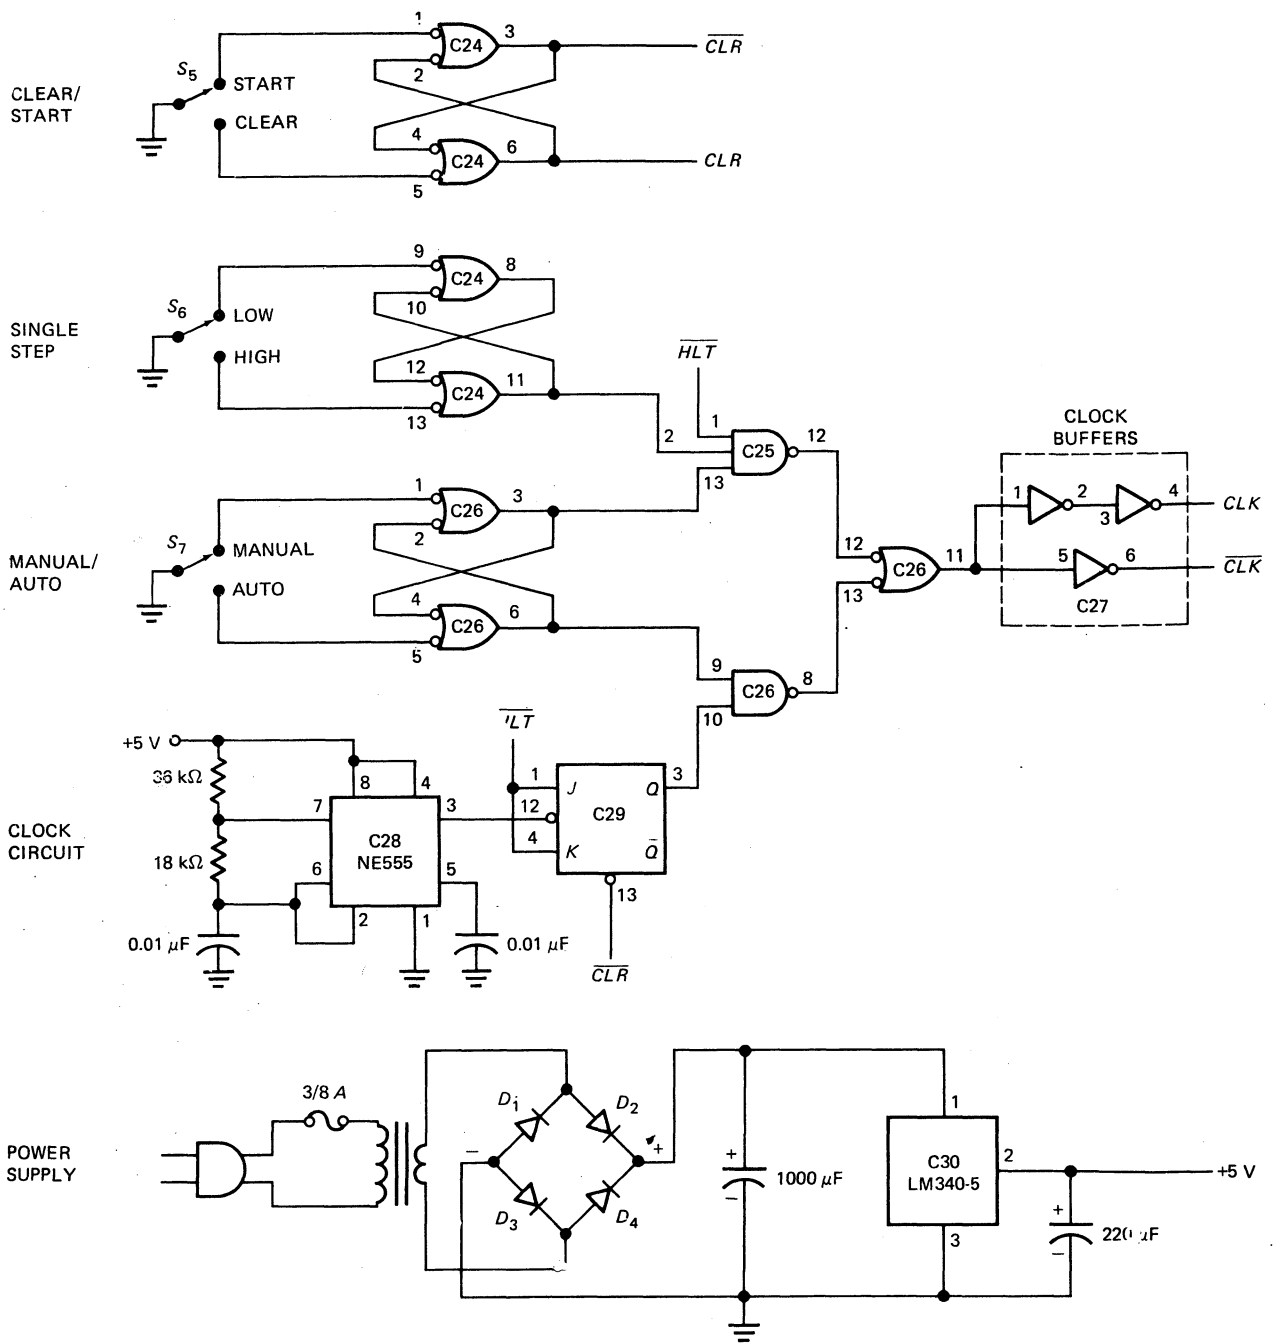 CLEAR/
START
S5
START
CLEAR
1
2
C24
3
CLR
4
5
C24
6
CLR
SINGLE
STEP
S6
LOW
HIGH
9
10
C24
8
12
13
C24
11
HLT
1
2
13
C25
12
MANUAL/
AUTO
S7
MANUAL
AUTO
1
2
C26
3
4
5
C26
6
12
13
C26
11
9
10
C26
8
CLOCK
BUFFERS
1
2
3
4
CLK
5
6
CLK
C27
CLOCK
CIRCUIT
+5 V
36 kΩ
18 kΩ
0.01 µF
7
6
8
4
3
5
2
1
C28
NE555
0.01 µF
LT
1
12
4
J
K
C29
Q
Q̅
3
13
CLR
POWER
SUPPLY
3/8 A
D1
D2
D3
D4
−
+
+
−
1000 µF
1
C30
LM340-5
2
3
+5 V
+
−
µF